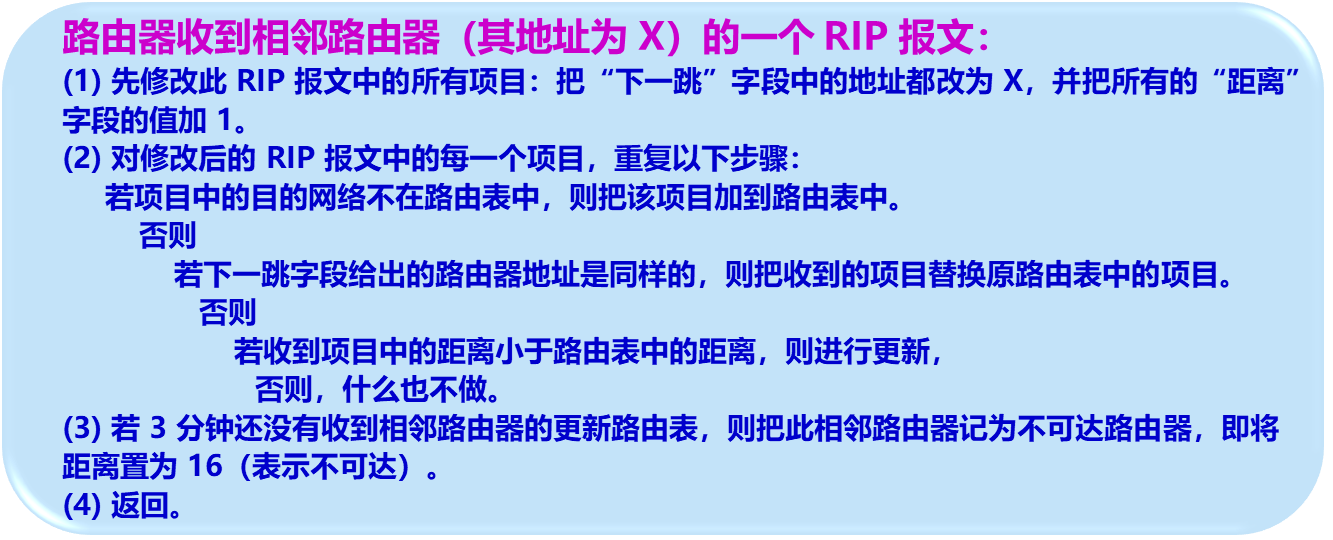 路由器收到相邻路由器（其地址为 X）的一个 RIP 报文：
(1) 先修改此 RIP 报文中的所有项目：把“下一跳”字段中的地址都改为 X，并把所有的“距离”
字段的值加 1。
(2) 对修改后的 RIP 报文中的每一个项目，重复以下步骤：
若项目中的目的网络不在路由表中，则把该项目加到路由表中。
否则
若下一跳字段给出的路由器地址是同样的，则把收到的项目替换原路由表中的项目。
否则
若收到项目中的距离小于路由表中的距离，则进行更新，
否则，什么也不做。
(3) 若 3 分钟还没有收到相邻路由器的更新路由表，则把此相邻路由器记为不可达路由器，即将
距离置为 16（表示不可达）。
(4) 返回。